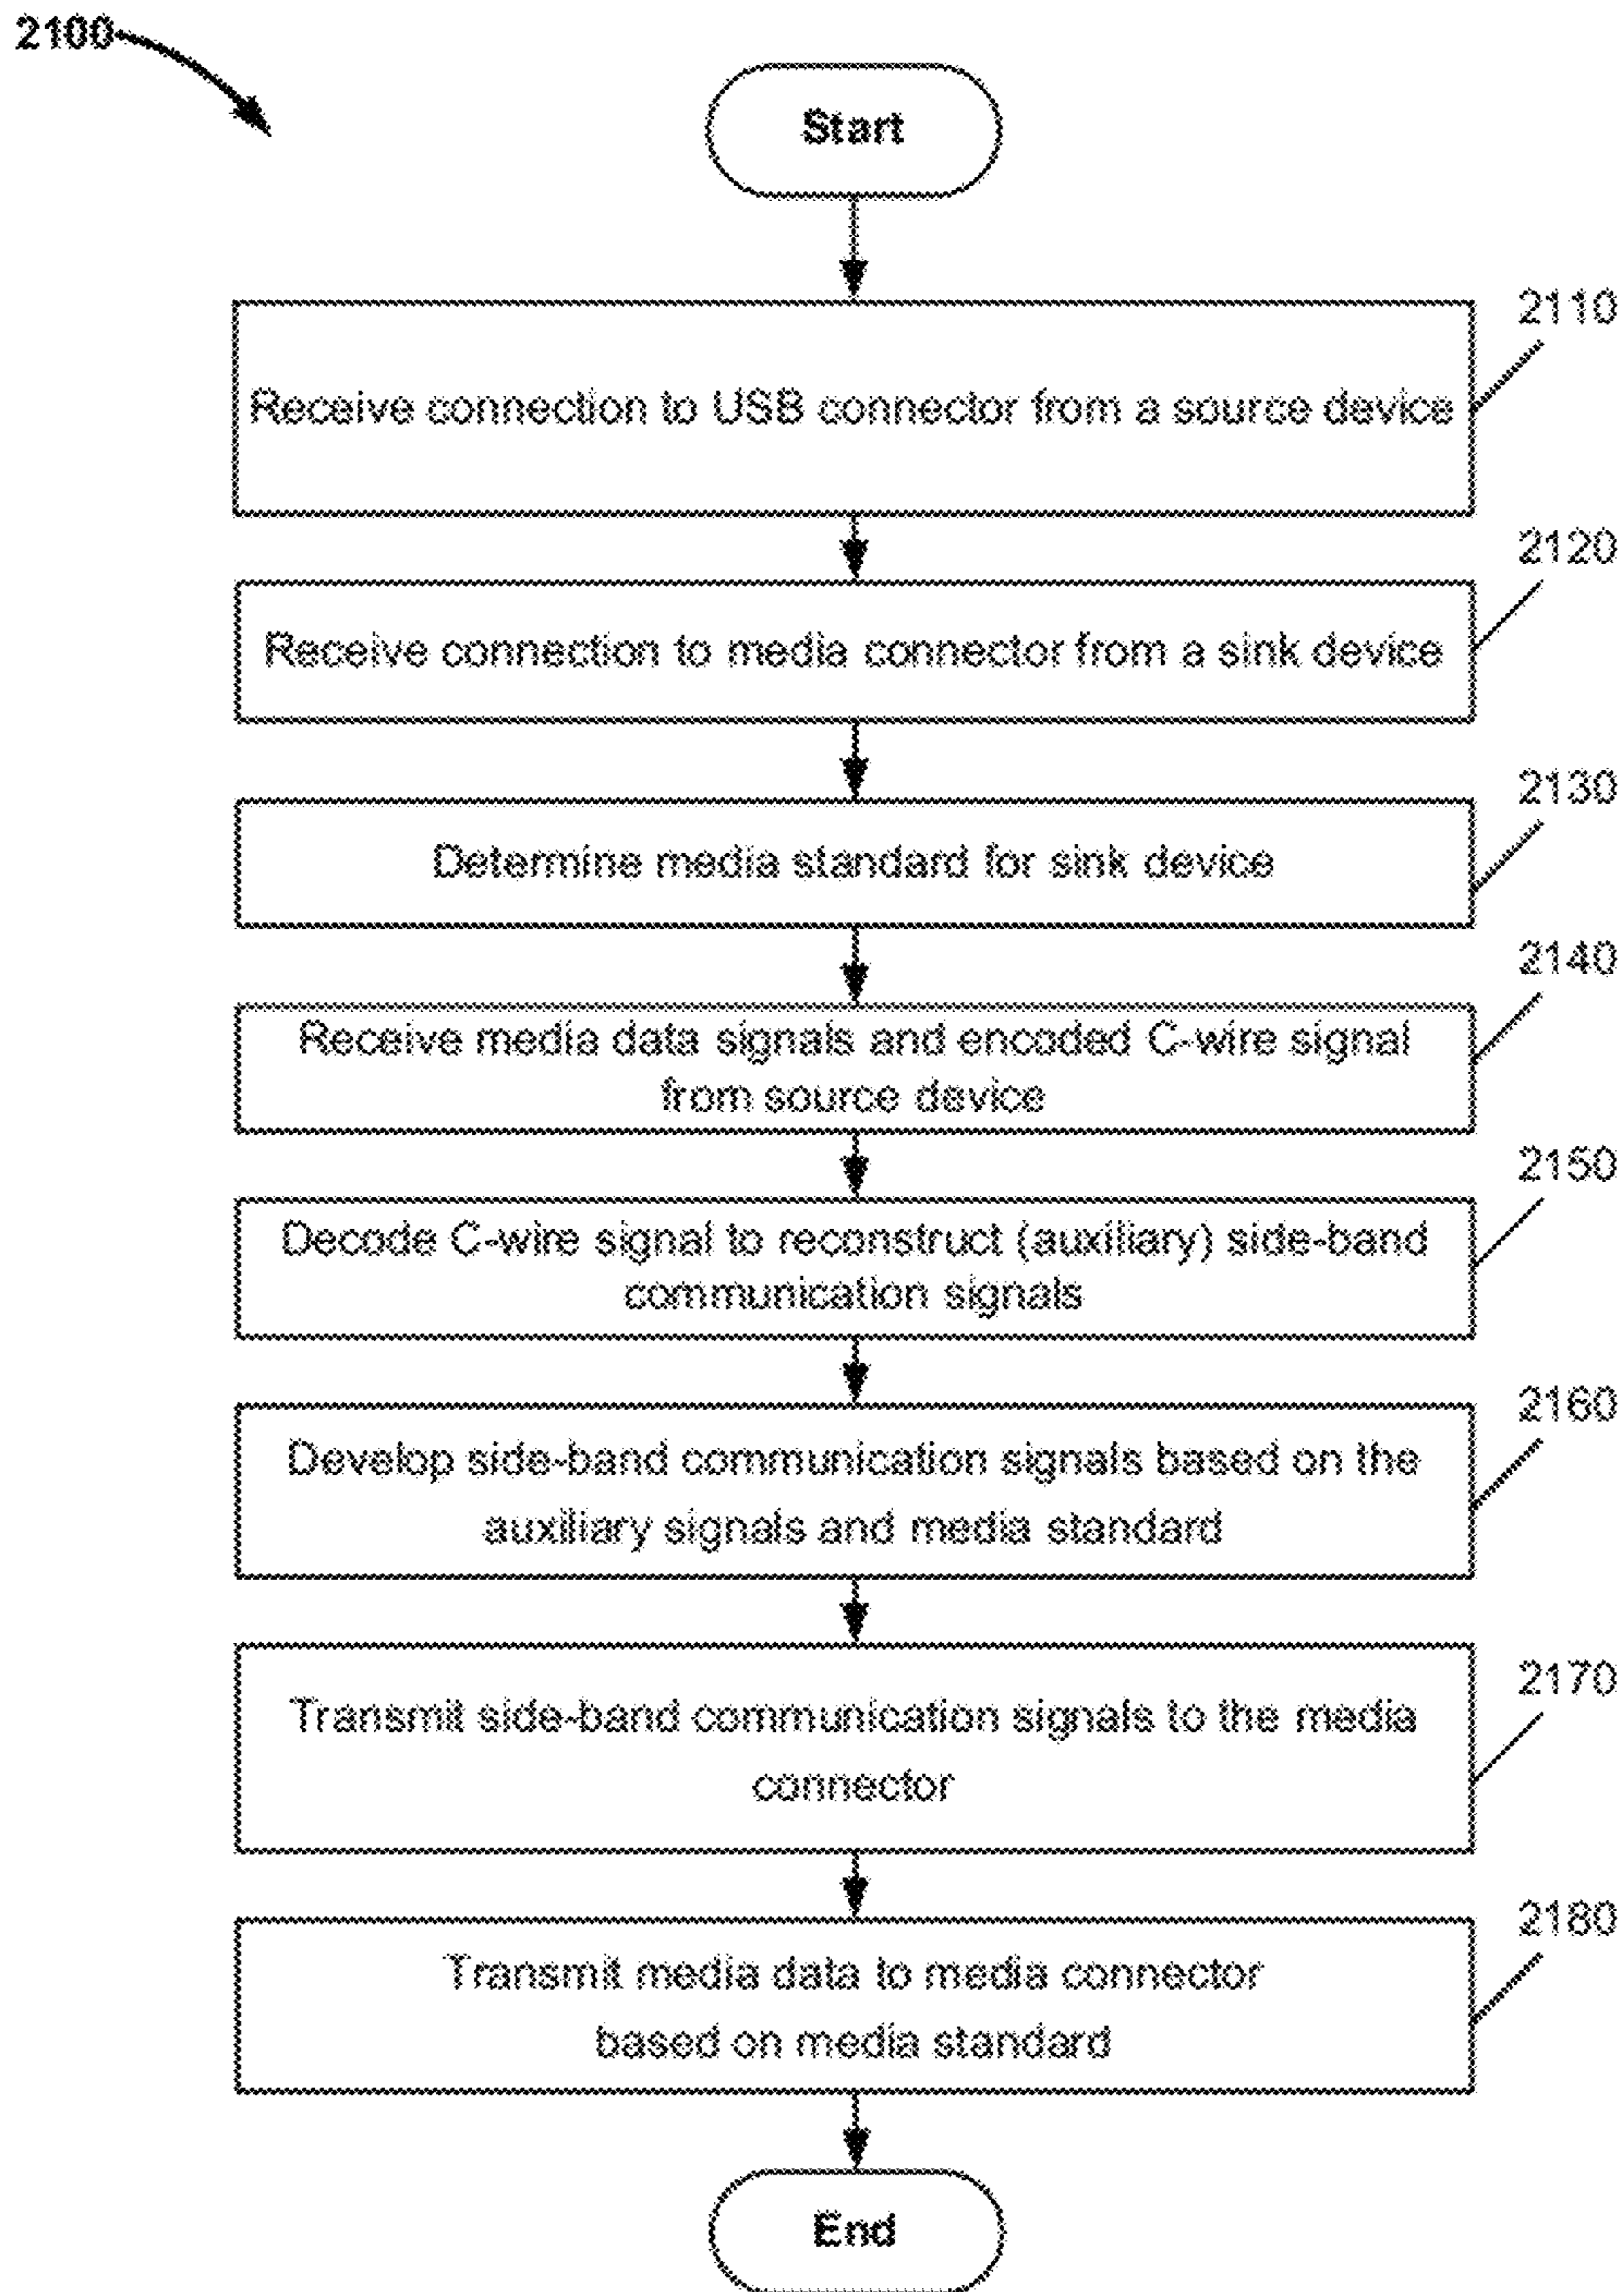 2100
Start
2110
Receive connection to USB connector from a source device
2120
Receive connection to media connector from a sink device
2130
Determine media standard for sink device
2140
Receive media data signals and encoded C-wire signal
from source device
2150
Decode C-wire signal to reconstruct (auxiliary) side-band
communication signals
2160
Develop side-band communication signals based on the
auxiliary signals and media standard
2170
Transmit side-band communication signals to the media
connector
2180
Transmit media data to media connector
based on media standard
End